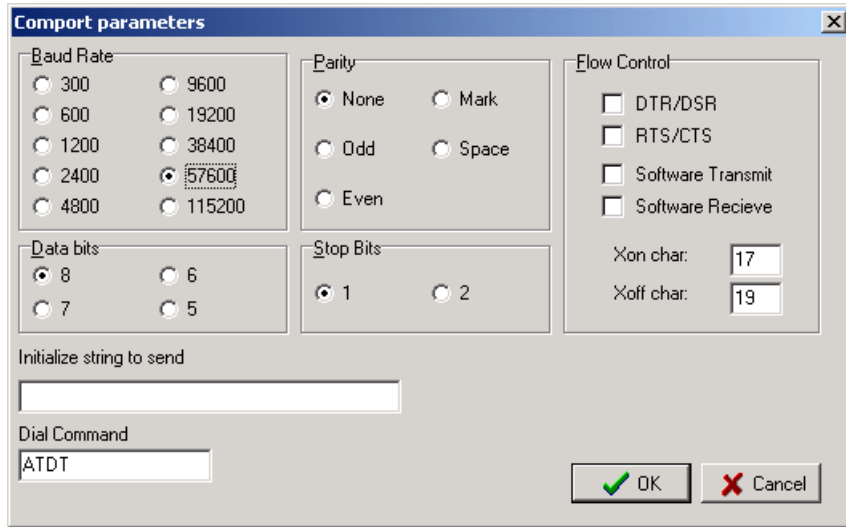 Comport parameters
Baud Rate
300 9600
600 19200
1200 38400
2400 57600
4800 115200
Parity
None Mark
Odd Space
Even
Flow Control
DTR/DSR
RTS/CTS
Software Transmit
Software Recieve
Xon char: 17
Xoff char: 19
Data bits
8 6
7 5
Stop Bits
1 2
Initialize string to send
Dial Command
ATDT
OK Cancel